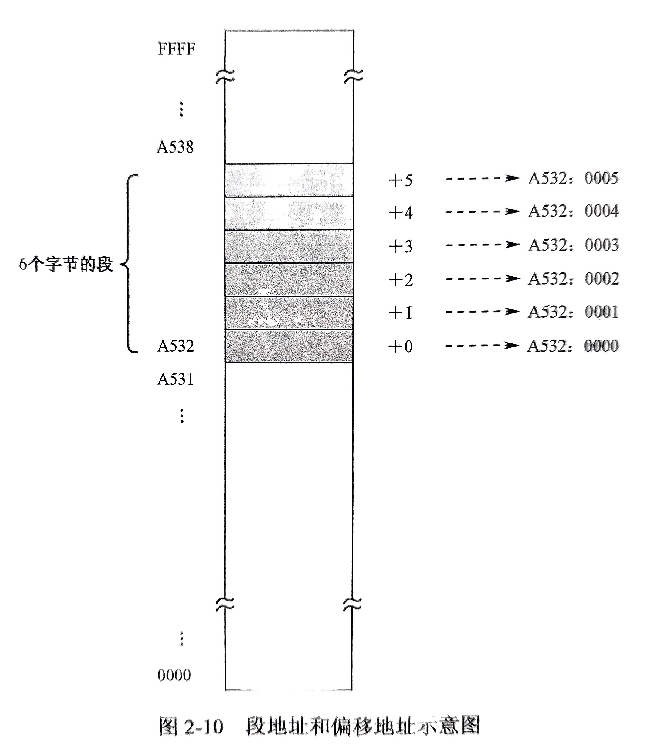 FFFF
⋮
A538
+5 A532：0005
+4 A532：0004
+3 A532：0003
6个字节的段
+2 A532：0002
+1 A532：0001
A532 +0 A532：0000
A531
⋮
⋮
0000
图 2-10 段地址和偏移地址示意图